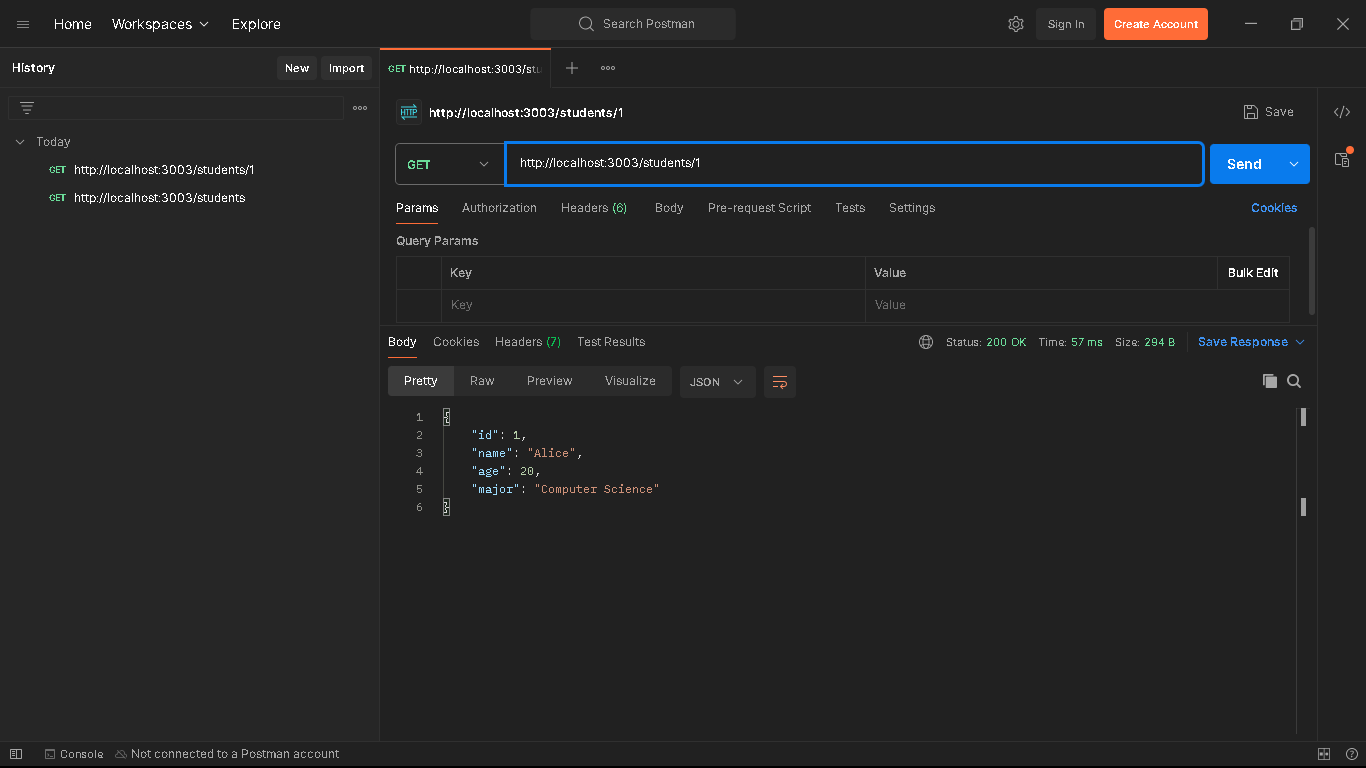 Home Workspaces Explore Search Postman Sign In Create Account
History New Import
GET http://localhost:3003/stu
Today
GET http://localhost:3003/students/1
GET http://localhost:3003/students
HTTP http://localhost:3003/students/1 Save
GET http://localhost:3003/students/1 Send
Params Authorization Headers (6) Body Pre-request Script Tests Settings Cookies
Query Params
Key Value Bulk Edit
Key Value
Body Cookies Headers (7) Test Results Status: 200 OK Time: 57 ms Size: 294 B Save Response
Pretty Raw Preview Visualize JSON
1 {
2 "id": 1,
3 "name": "Alice",
4 "age": 20,
5 "major": "Computer Science"
6 }
Console Not connected to a Postman account